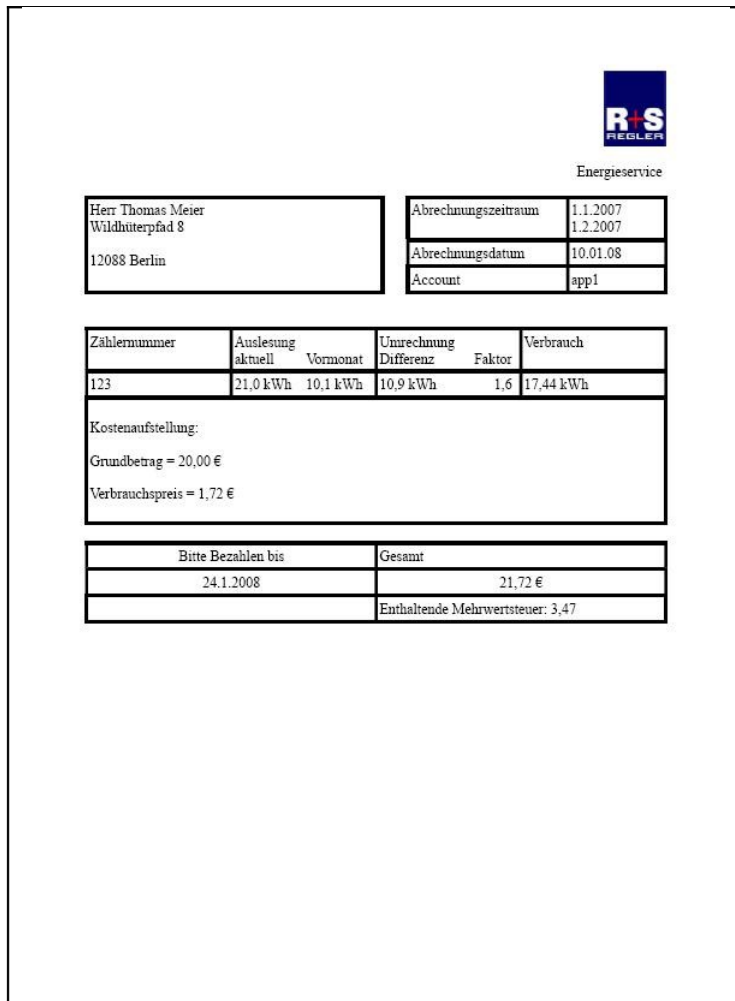 R+S
REGLER
Energieservice
Herr Thomas Meier
Wildhüterpfad 8
12088 Berlin
Abrechnungszeitraum 1.1.2007
1.2.2007
Abrechnungsdatum 10.01.08
Account app1
Zählernummer Auslesung Umrechnung Verbrauch
aktuell Vormonat Differenz Faktor
123 21,0 kWh 10,1 kWh 10,9 kWh 1,6 17,44 kWh
Kostenaufstellung:
Grundbetrag = 20,00 €
Verbrauchspreis = 1,72 €
Bitte Bezahlen bis Gesamt
24.1.2008 21,72 €
Enthaltende Mehrwertsteuer: 3,47